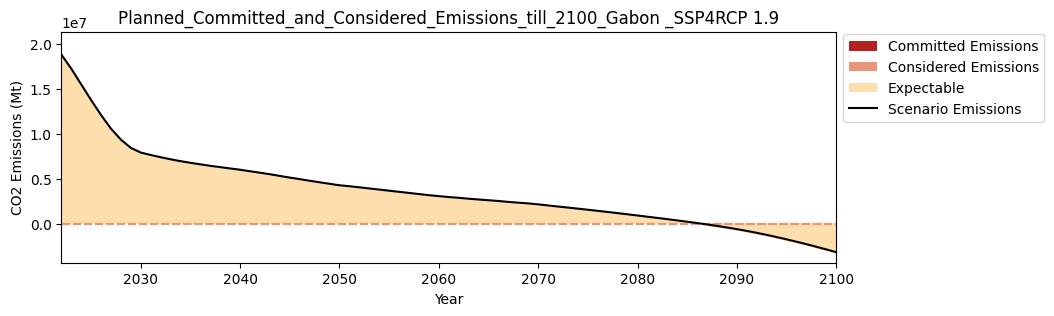 Planned_Committed_and_Considered_Emissions_till_2100_Gabon _SSP4RCP 1.9
1e7
2.0
1.5
1.0
0.5
0.0
CO2 Emissions (Mt)
2030 2040 2050 2060 2070 2080 2090 2100
Year
Committed Emissions
Considered Emissions
Expectable
Scenario Emissions